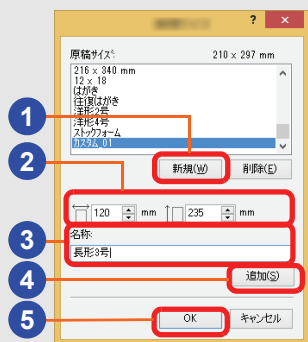 ? ×
原稿サイズ: 210 x 297 mm
216 x 340 mm
12 x 18
はがき
往復はがき
洋形2号
洋形4号
ストックフォーム
カスタム_01
1
新規(W) 削除(E)
2
120 mm 235 mm
3
名称:
長形3号
4
追加(S)
5
OK キャンセル